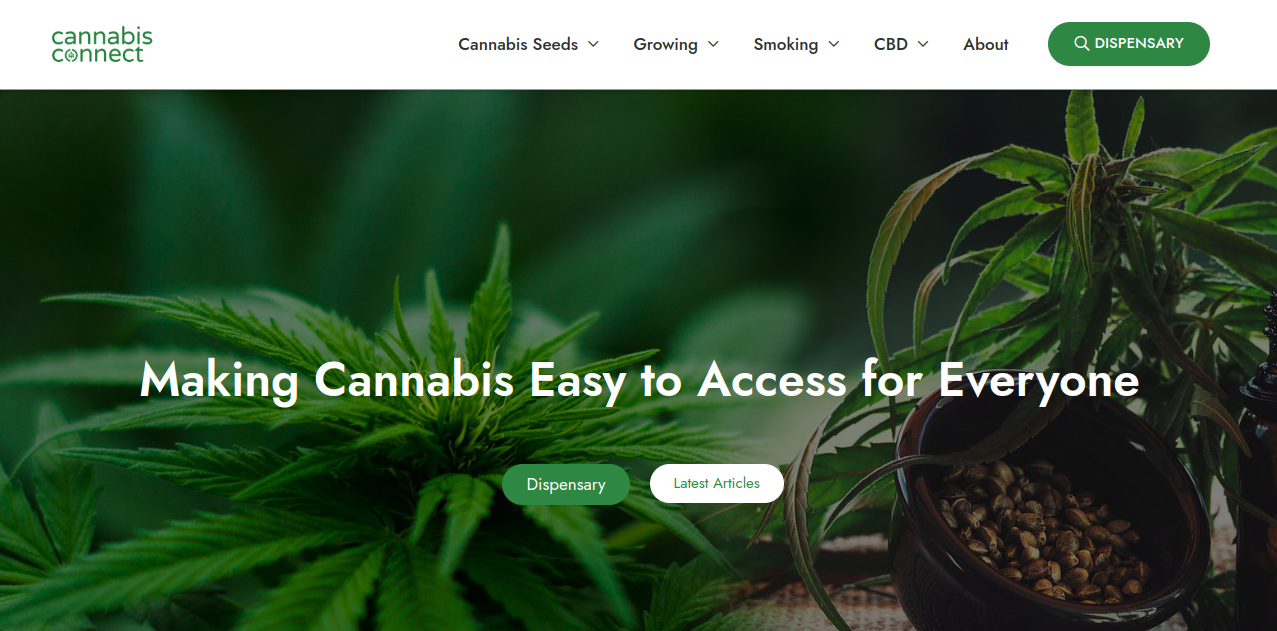 cannabis
connect
Cannabis Seeds
Growing
Smoking
CBD
About
DISPENSARY
Making Cannabis Easy to Access for Everyone
Dispensary
Latest Articles